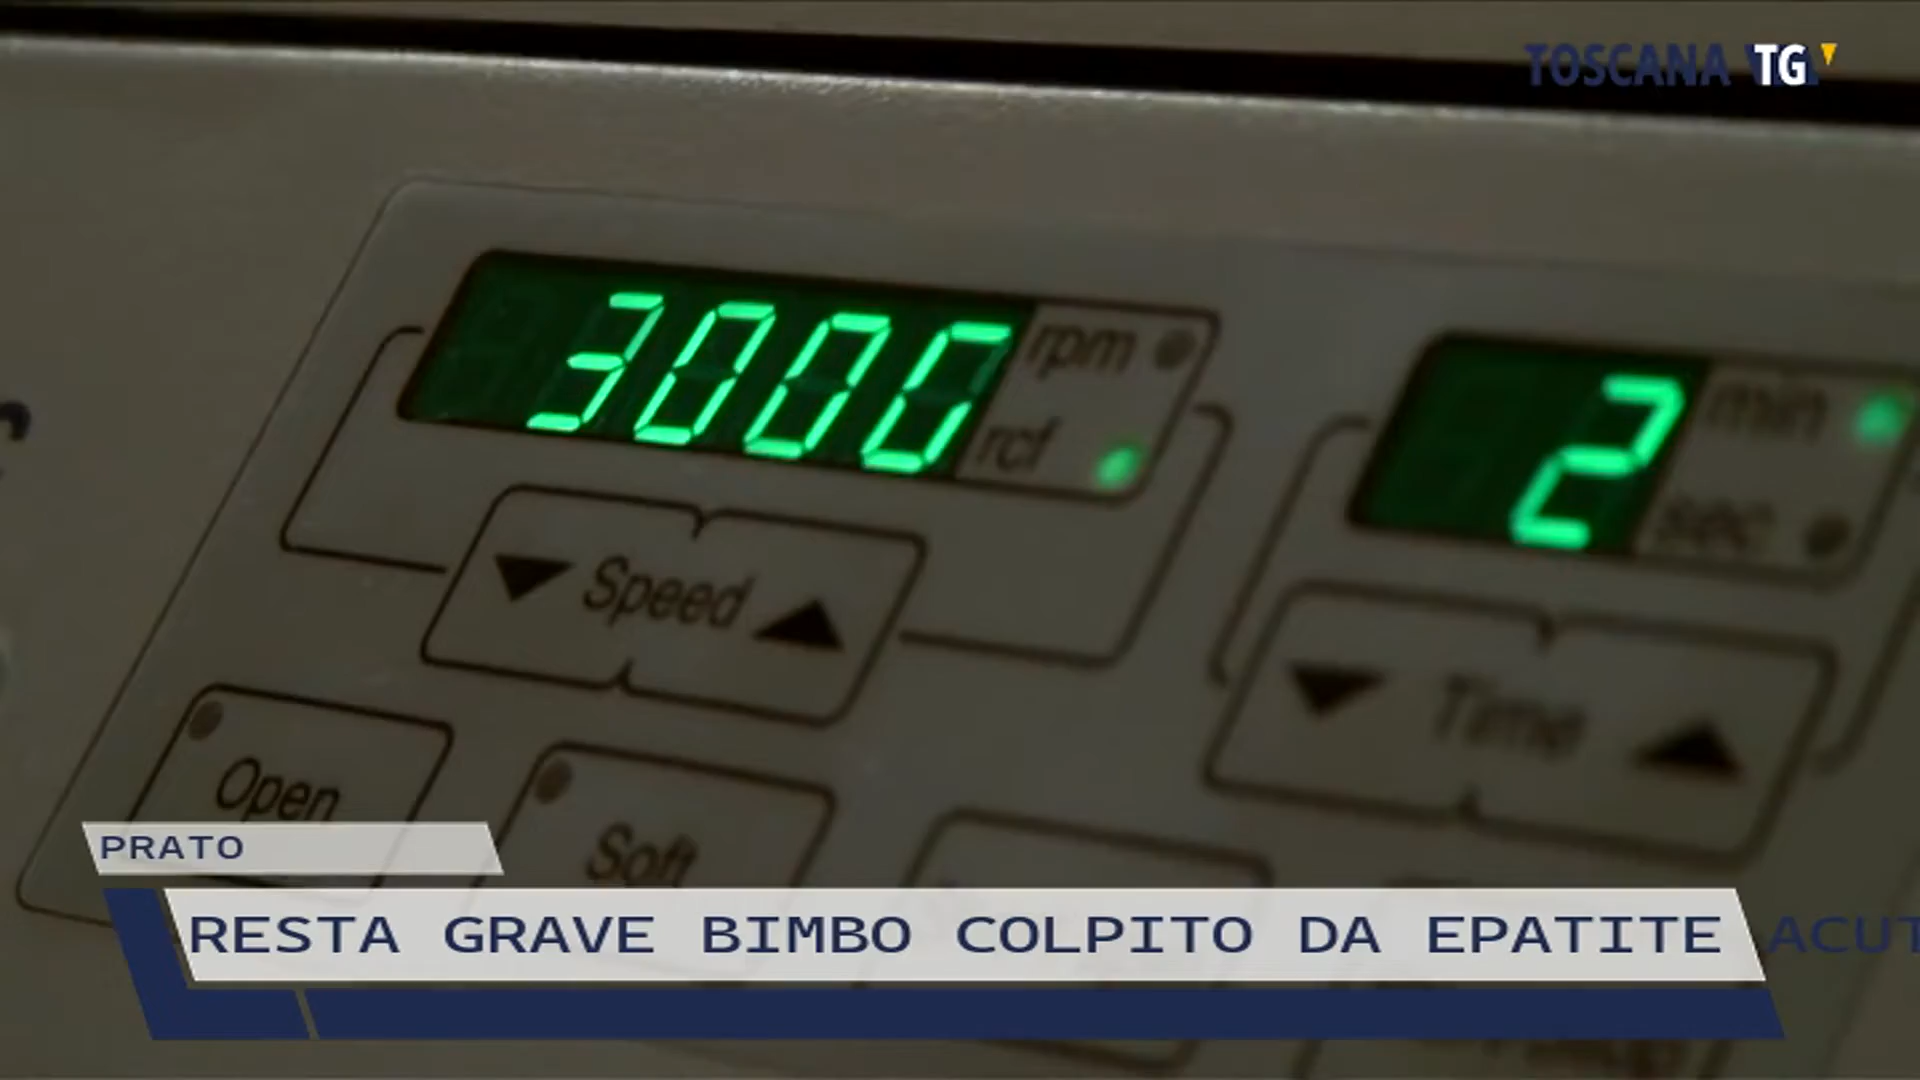 TOSCANA TG
3000
rpm
rcf
2
min
sec
Speed
Time
Open
Soft
PRATO
RESTA GRAVE BIMBO COLPITO DA EPATITE